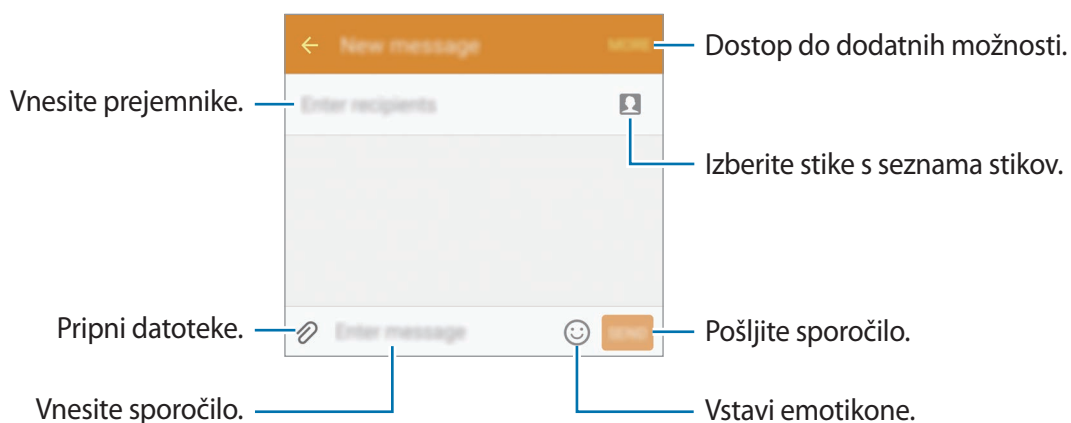 New message
MORE
Dostop do dodatnih možnosti.
Vnesite prejemnike.
Enter recipients
Izberite stike s seznama stikov.
Pripni datoteke.
Enter message
SEND
Pošljite sporočilo.
Vnesite sporočilo.
Vstavi emotikone.